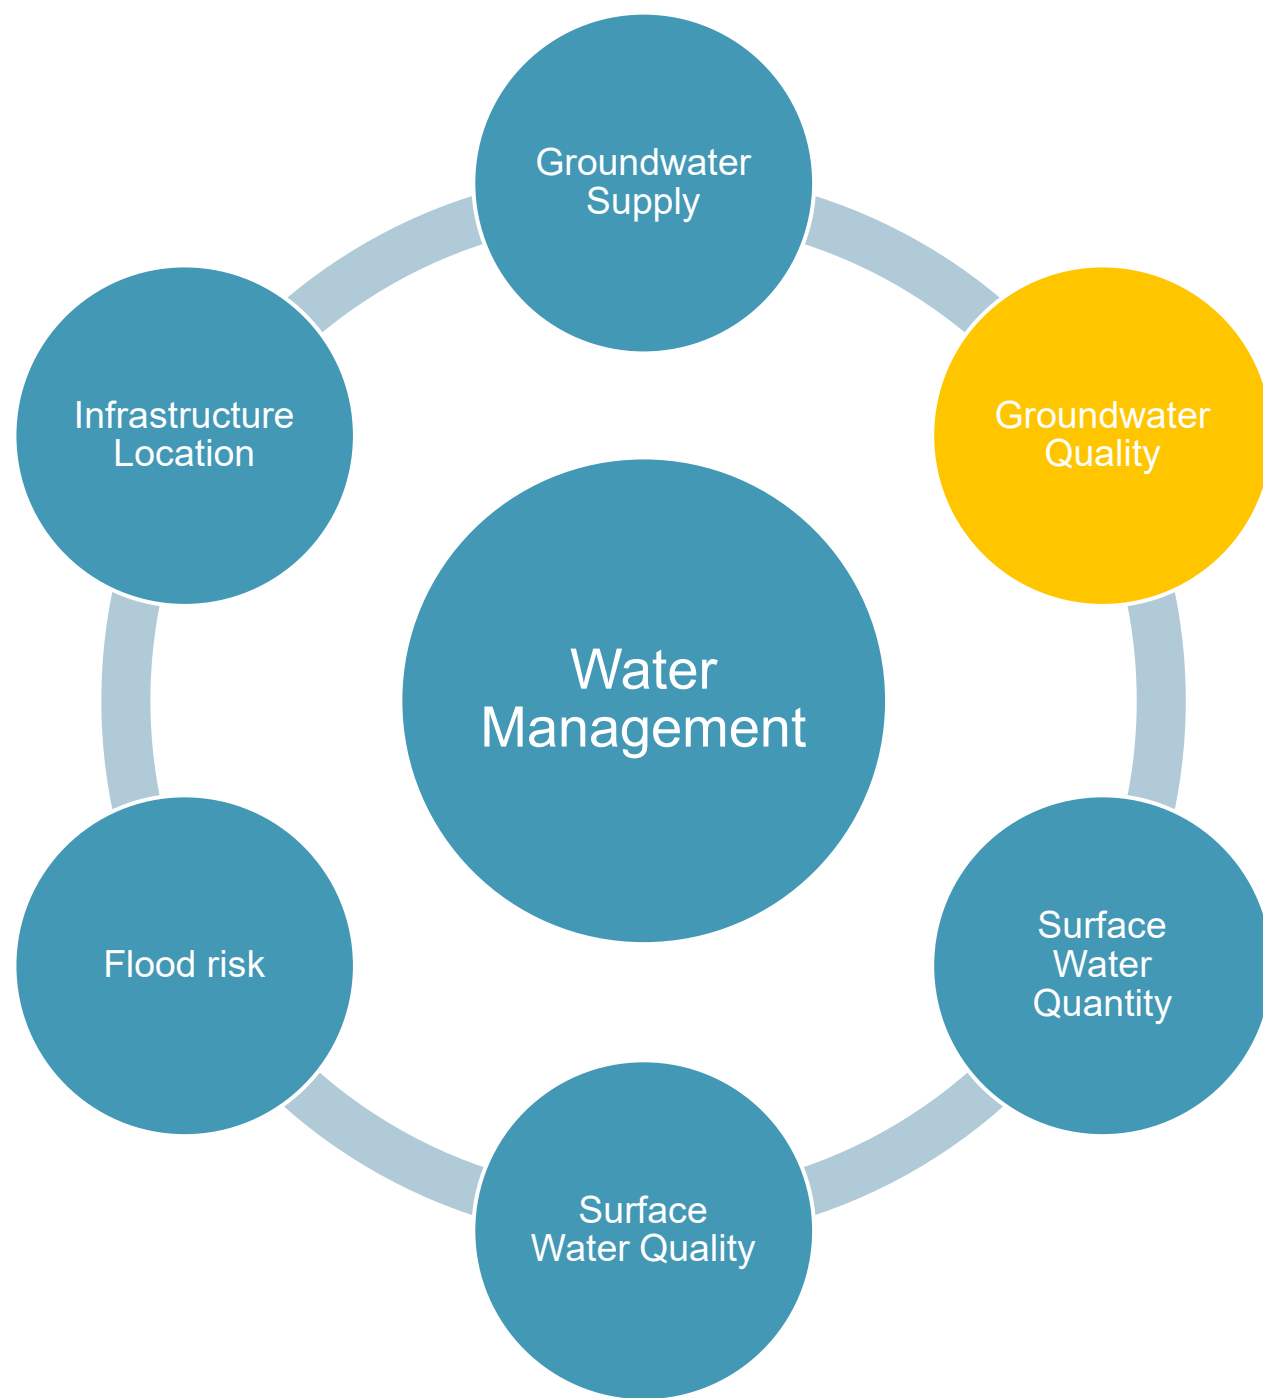 Groundwater
Supply
Groundwater
Quality
Surface
Water
Quantity
Surface
Water Quality
Flood risk
Infrastructure
Location
Water
Management